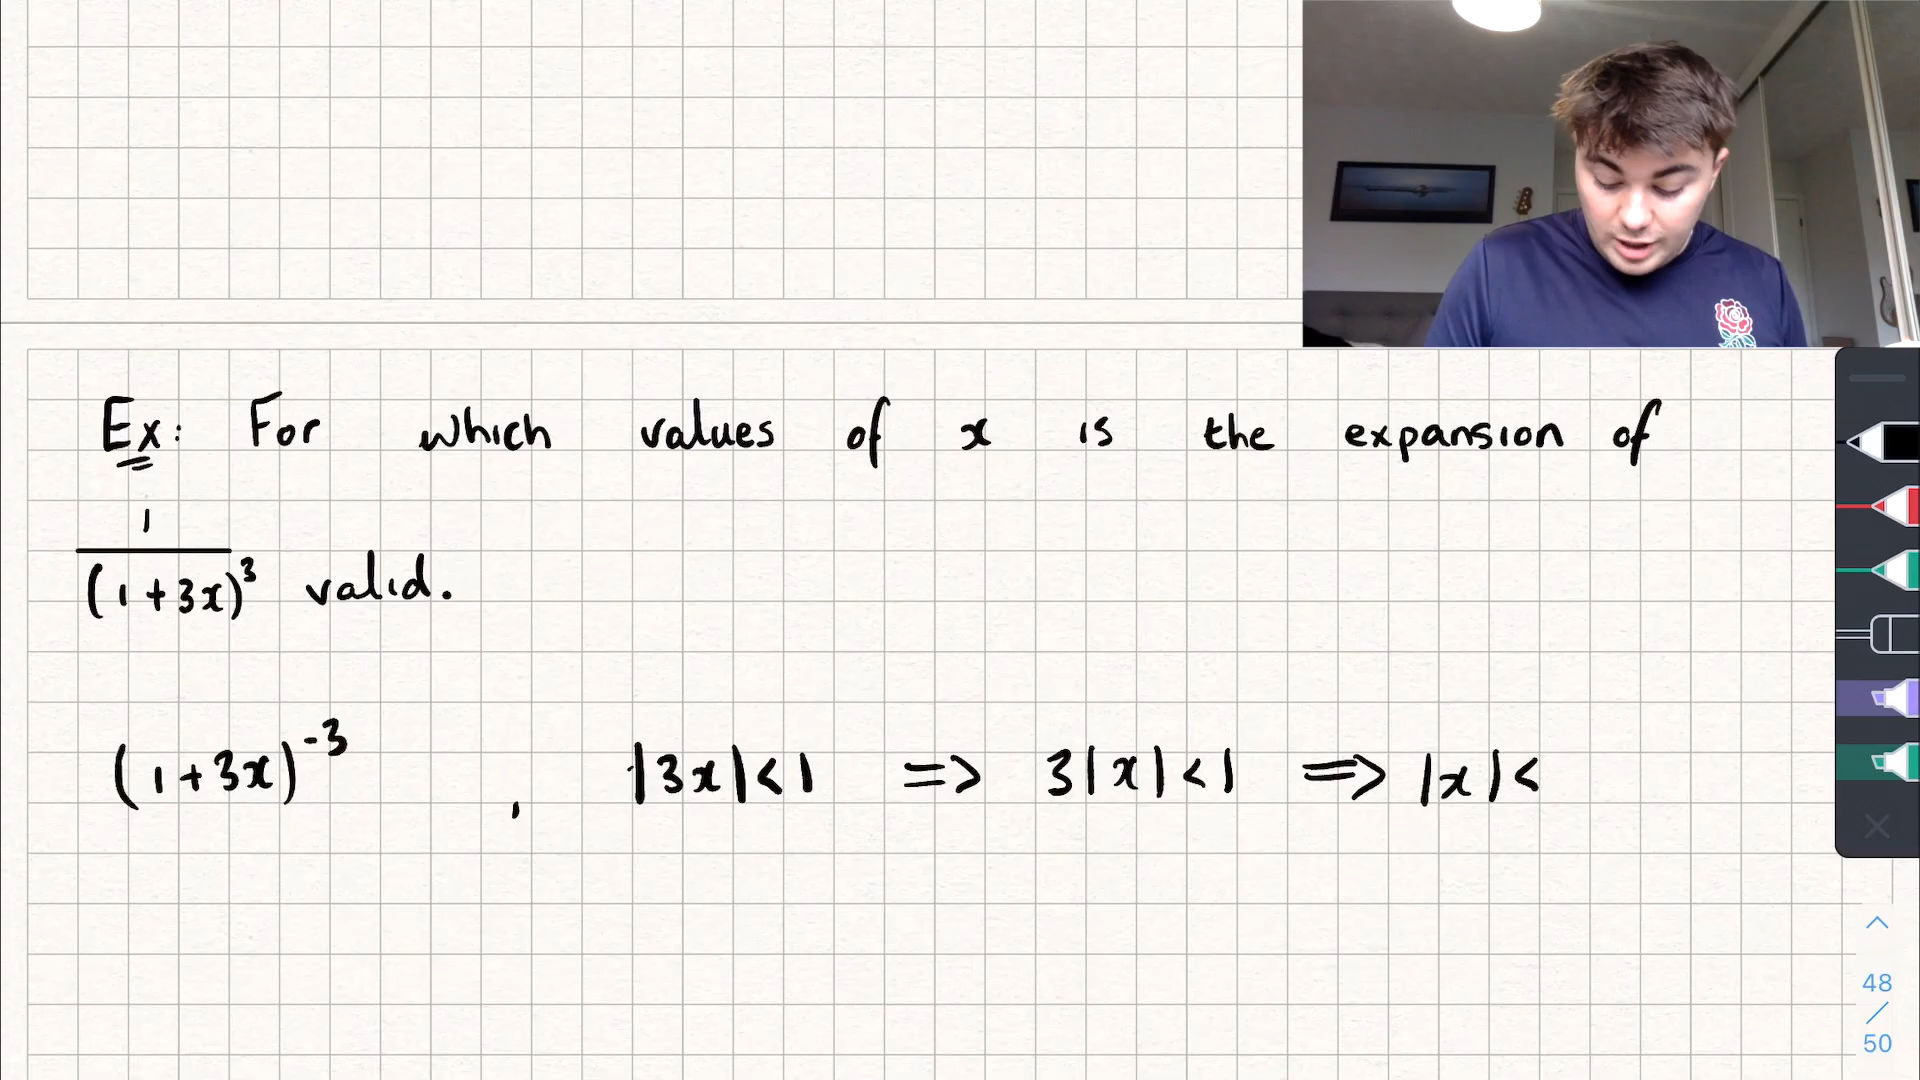 Ex: For which values of x is the expansion of
1
(1+3x)³ valid.
(1+3x)⁻³ , |3x|<1 => 3|x|<1 => |x|<
48
/
50